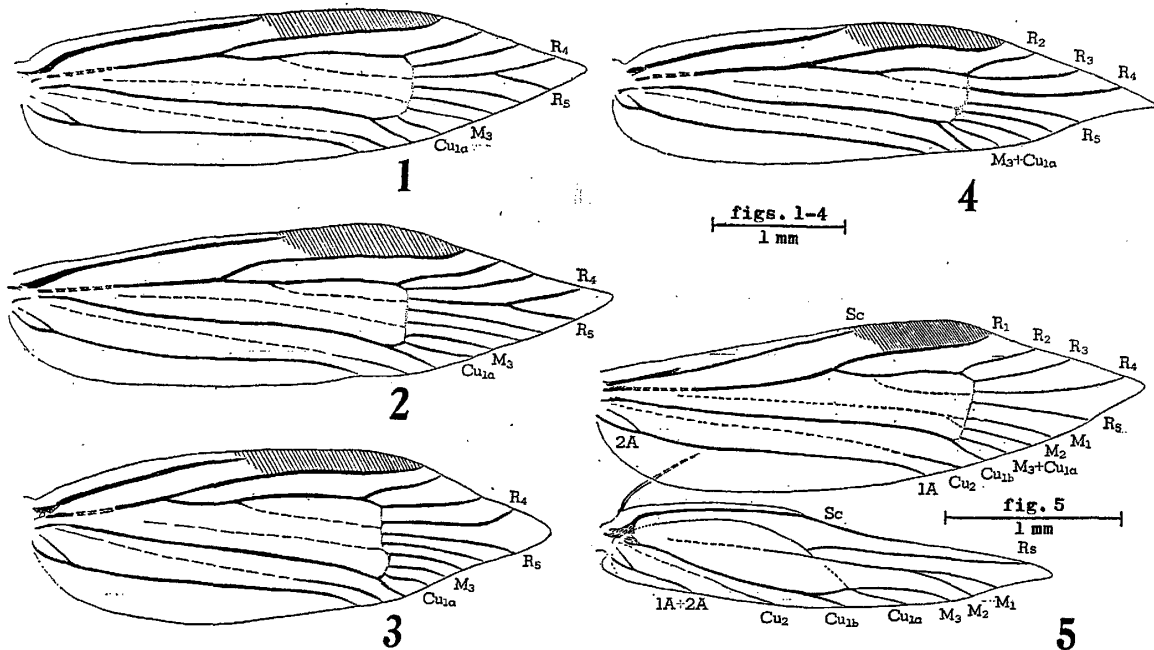 R₄
R₅
M₃
Cu₁ₐ
1
R₂
R₃
R₄
R₅
M₃+Cu₁ₐ
4
figs. 1-4
1 mm
R₄
R₅
M₃
Cu₁ₐ
2
R₄
R₅
M₃
Cu₁ₐ
3
Sc
R₁
R₂
R₃
R₄
R₅
M₁
M₂
M₃+Cu₁ₐ
Cu₁b
Cu₂
1A
2A
fig. 5
1 mm
Sc
Rs
M₁
M₂
M₃
Cu₁ₐ
Cu₁b
Cu₂
1A+2A
5